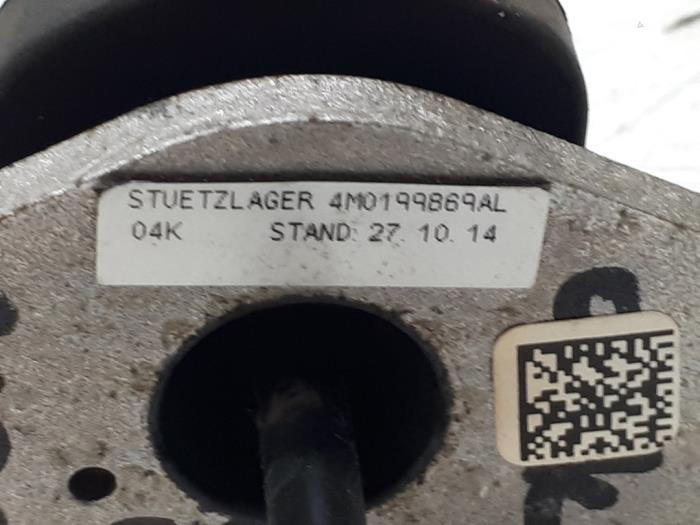 STUETZLAGER 4M0199869AL
04K STAND: 27. 10. 14